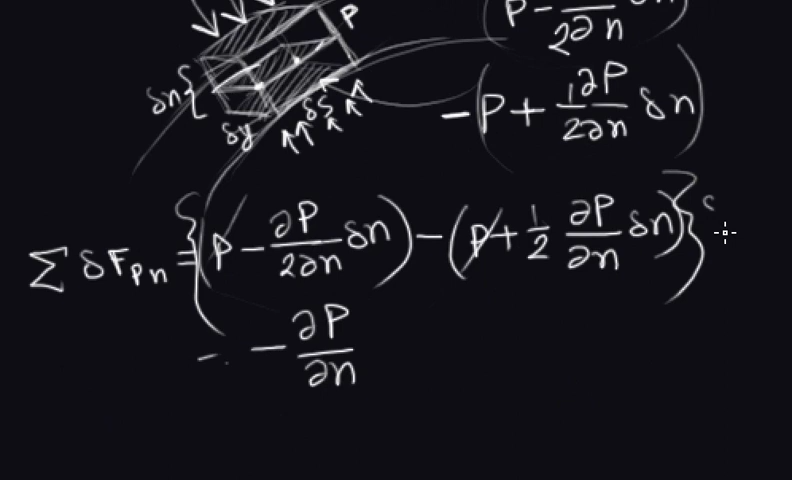 P
P - ∂P/2∂n δn)
δn {
δy
δs
-(P + 1/2 ∂P/∂n δn)
∑ δF_pn = {(P - ∂P/2∂n δn) - (P + 1/2 ∂P/∂n δn)}
= - ∂P/∂n